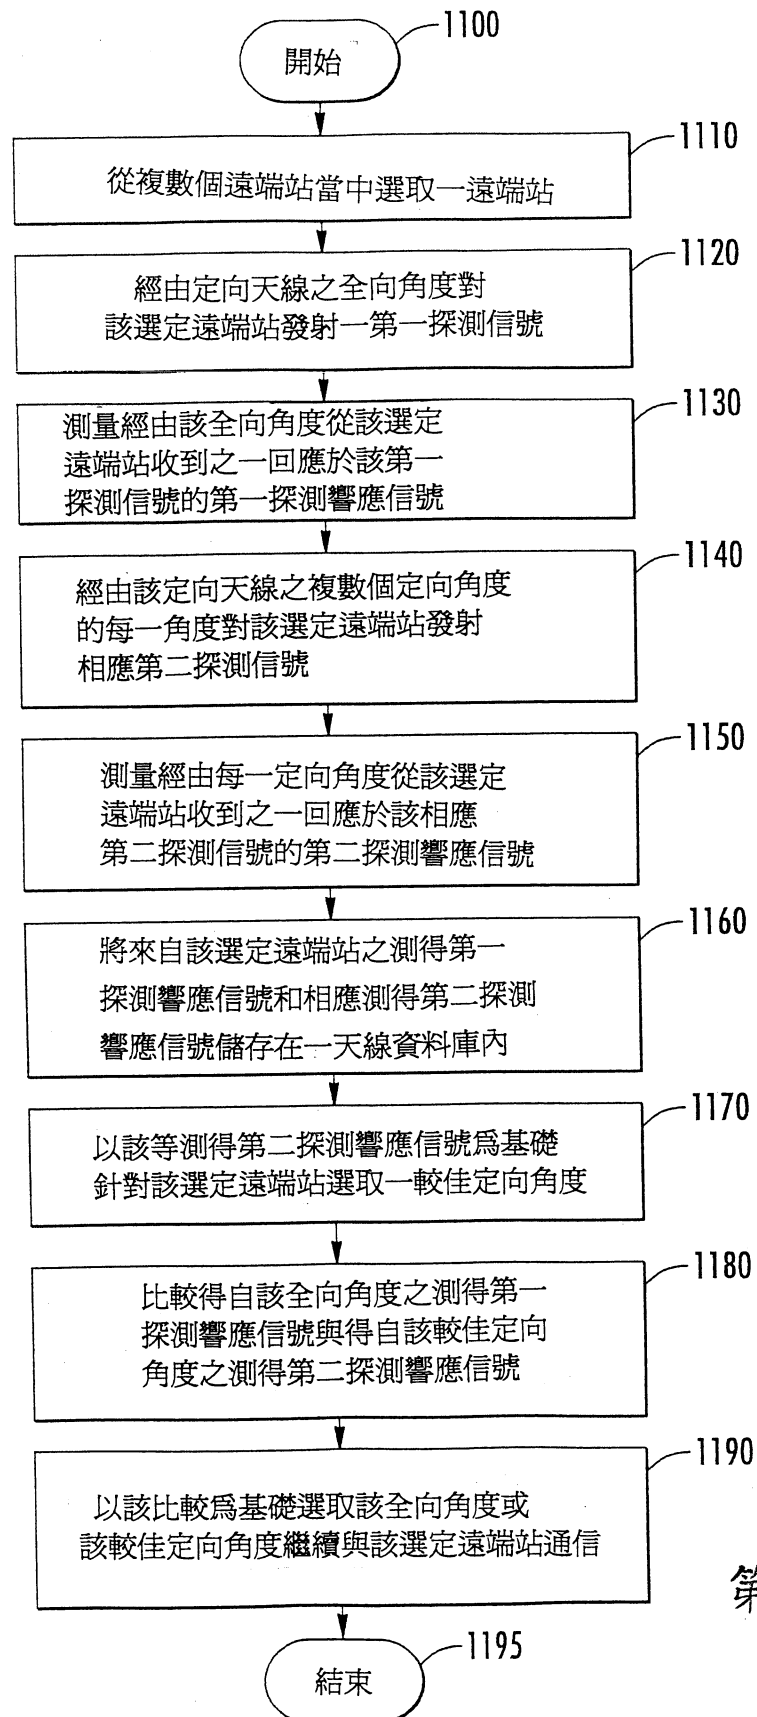 1100
開始
1110
從複數個遠端站當中選取一遠端站
1120
經由定向天線之全向角度對
該選定遠端站發射一第一探測信號
1130
測量經由該全向角度從該選定
遠端站收到之一回應於該第一
探測信號的第一探測響應信號
1140
經由該定向天線之複數個定向角度
的每一角度對該選定遠端站發射
相應第二探測信號
1150
測量經由每一定向角度從該選定
遠端站收到之一回應於該相應
第二探測信號的第二探測響應信號
1160
將來自該選定遠端站之測得第一
探測響應信號和相應測得第二探測
響應信號儲存在一天線資料庫內
1170
以該等測得第二探測響應信號爲基礎
針對該選定遠端站選取一較佳定向角度
1180
比較得自該全向角度之測得第一
探測響應信號與得自該較佳定向
角度之測得第二探測響應信號
1190
以該比較爲基礎選取該全向角度或
該較佳定向角度繼續與該選定遠端站通信
第
1195
結束